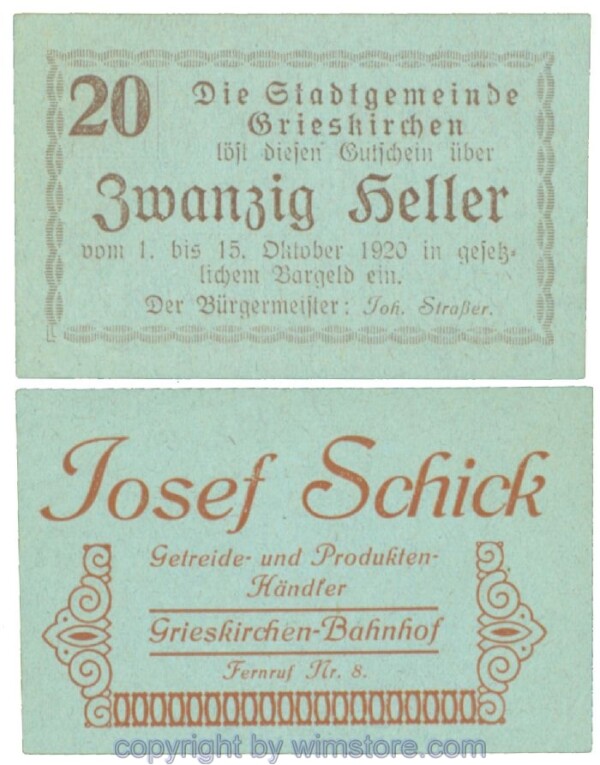 20
Die Stadtgemeinde
Grieskirchen
löst diesen Gutschein über
Zwanzig Heller
vom 1. bis 15. Oktober 1920 in gesetz-
lichem Bargeld ein.
Der Bürgermeister: Joh. Straßer.
Josef Schick
Getreide- und Produkten-
Händler
Grieskirchen-Bahnhof
Fernruf Nr. 8.
copyright by wimstore.com